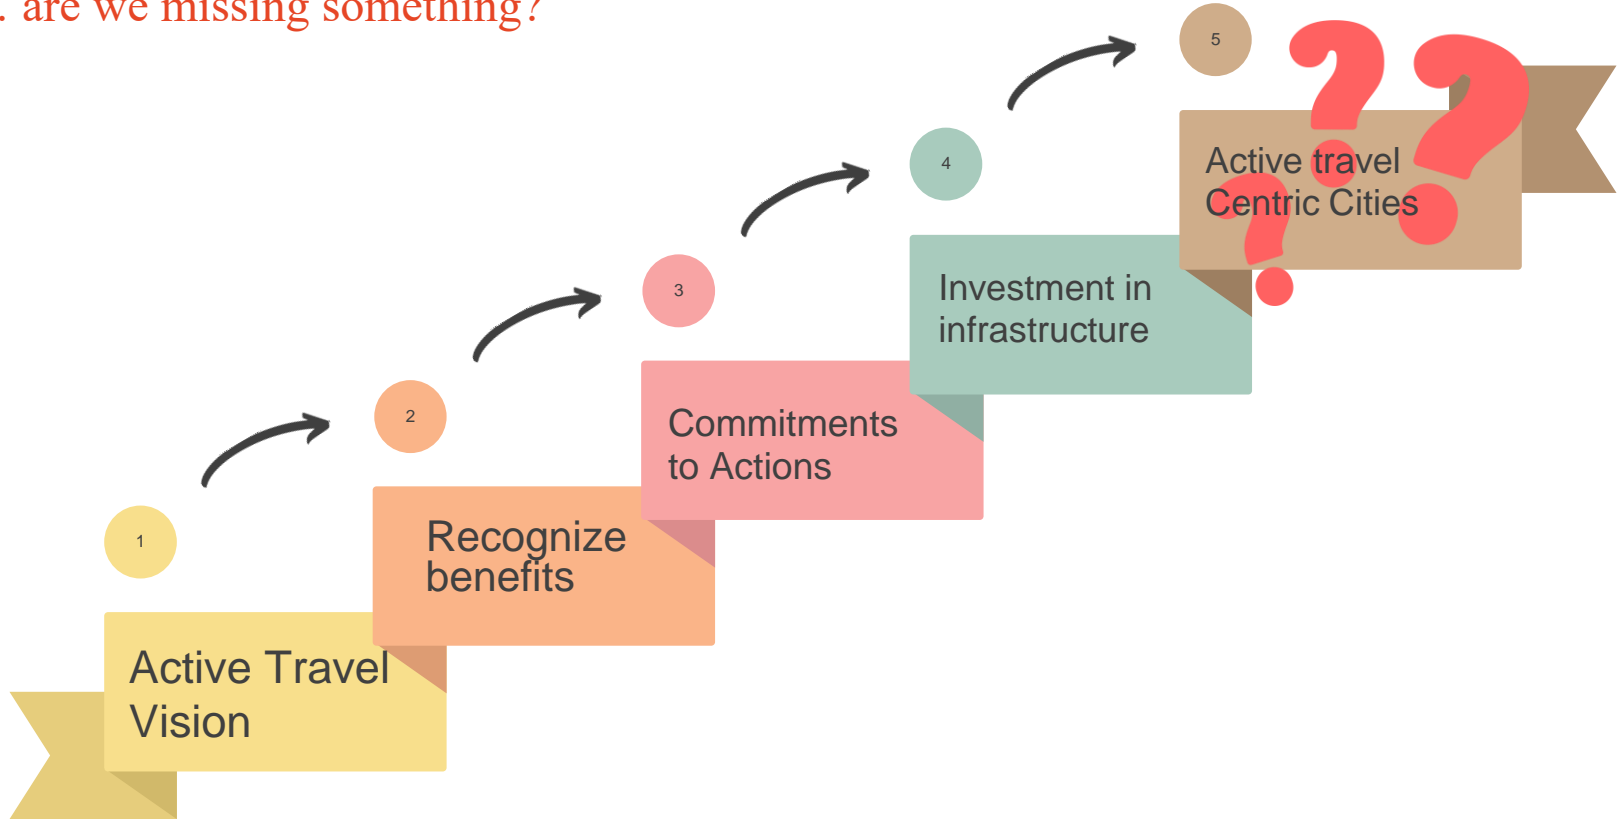 . are we missing something?
5
Active travel
Centric Cities
4
Investment in
infrastructure
3
Commitments
to Actions
2
Recognize
benefits
1
Active Travel
Vision
???